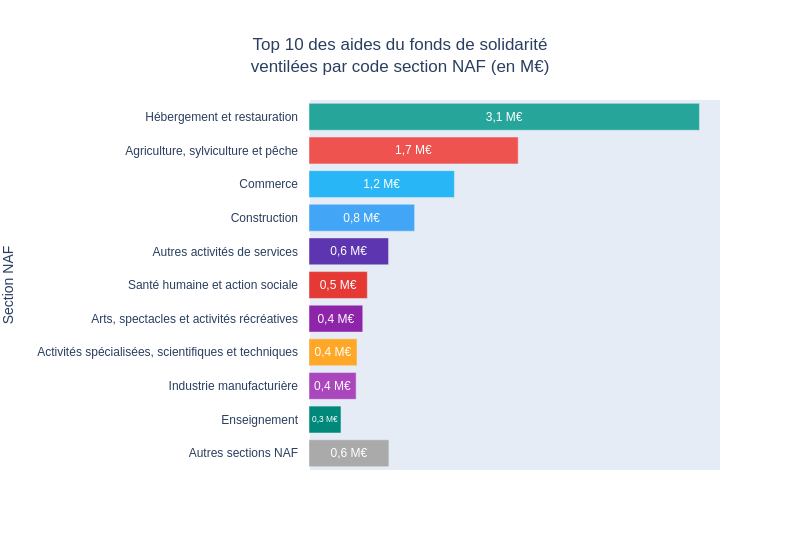 Top 10 des aides du fonds de solidarité
ventilées par code section NAF (en M€)
Section NAF
Hébergement et restauration 3,1 M€
Agriculture, sylviculture et pêche 1,7 M€
Commerce 1,2 M€
Construction 0,8 M€
Autres activités de services 0,6 M€
Santé humaine et action sociale 0,5 M€
Arts, spectacles et activités récréatives 0,4 M€
Activités spécialisées, scientifiques et techniques 0,4 M€
Industrie manufacturière 0,4 M€
Enseignement 0,3 M€
Autres sections NAF 0,6 M€